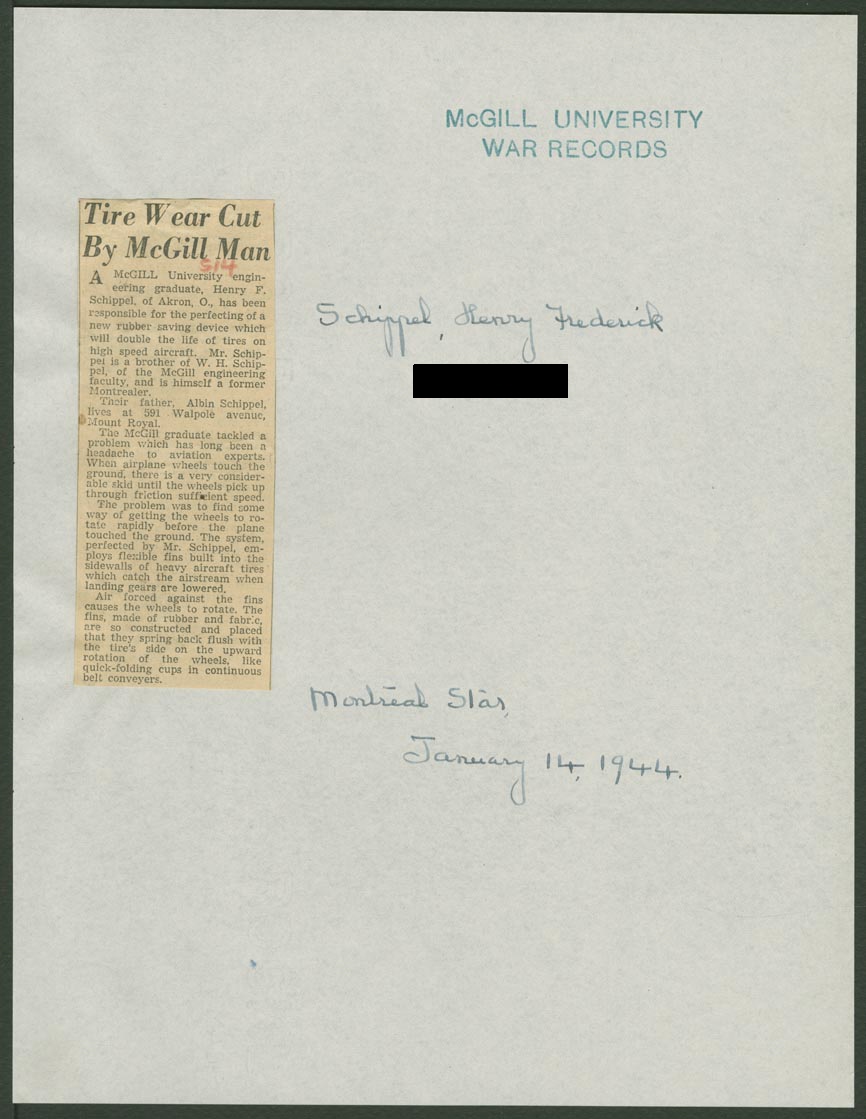 McGILL UNIVERSITY
WAR RECORDS
Tire Wear Cut
By McGill Man
S14
A McGILL University engin-
eering graduate, Henry F.
Schippel, of Akron, O., has been
responsible for the perfecting of a
new rubber saving device which
will double the life of tires on
high speed aircraft. Mr. Schip-
pel is a brother of W. H. Schip-
pel, of the McGill engineering
faculty, and is himself a former
Montrealer.
Their father, Albin Schippel,
lives at 591 Walpole avenue,
Mount Royal.
The McGill graduate tackled a
problem which has long been a
headache to aviation experts.
When airplane wheels touch the
ground, there is a very consider-
able skid until the wheels pick up
through friction sufficient speed.
The problem was to find some
way of getting the wheels to ro-
tate rapidly before the plane
touched the ground. The system,
perfected by Mr. Schippel, em-
ploys flexible fins built into the
sidewalls of heavy aircraft tires
which catch the airstream when
landing gears are lowered.
Air forced against the fins
causes the wheels to rotate. The
fins, made of rubber and fabric,
are so constructed and placed
that they spring back flush with
the tire's side on the upward
rotation of the wheels, like
quick-folding cups in continuous
belt conveyers.
Schippel, Henry Frederick
Montreal Star,
January 14, 1944.